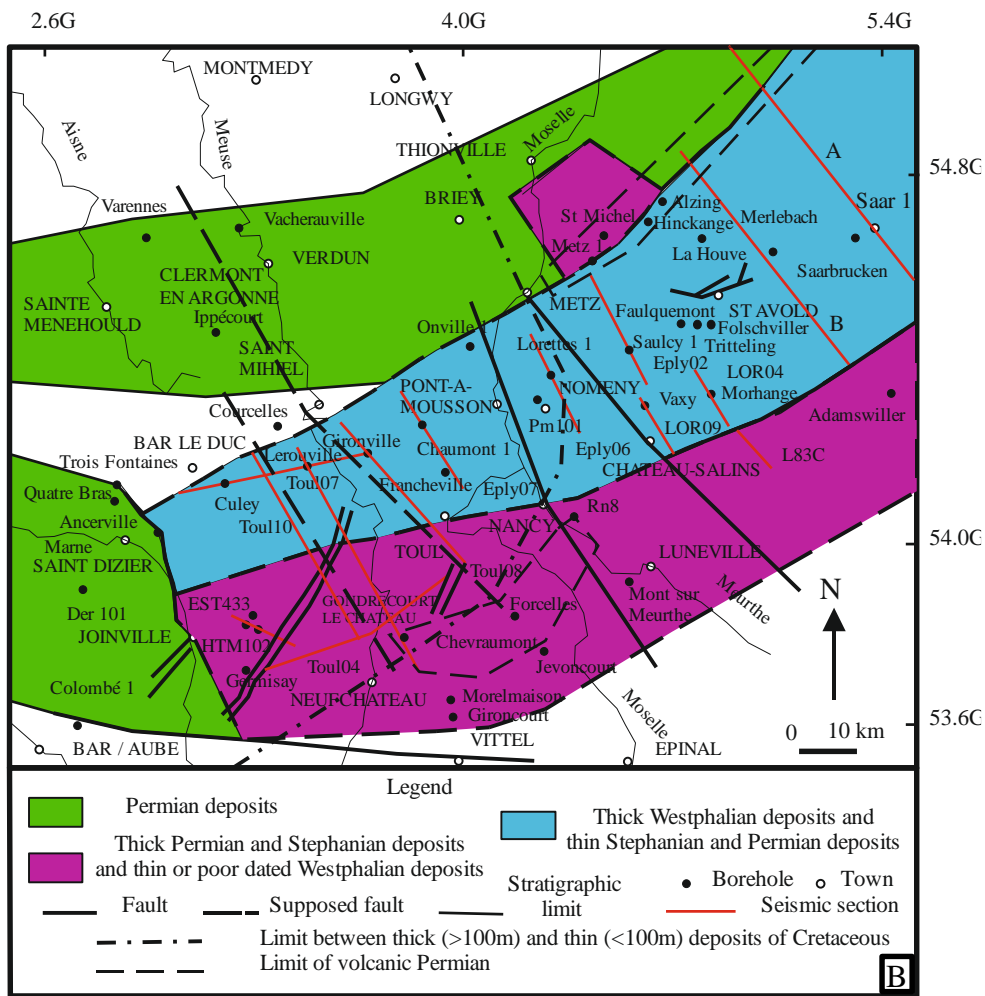 2.6G 4.0G 5.4G
MONTMEDY
LONGWY
Aisne
Meuse
Moselle
THIONVILLE
54.8G
A
BRIEY
Alzing
Varennes
Vacherauville
St Michel
Hinckange
Merlebach
Saar 1
Metz 1
La Houve
VERDUN
CLERMONT
EN ARGONNE
Saarbrucken
SAINTE
MENEHOULD
Ippécourt
METZ
Faulquemont
ST AVOLD
Onville 1
Lorettes 1
Folschviller
B
SAINT
MIHIEL
Saulcy 1
Tritteling
Eply02
LOR04
PONT-A-
MOUSSON
NOMENY
Morhange
Courcelles
Vaxy
Adamswiller
Pm101
LOR09
BAR LE DUC
Gironville
Eply06
Trois Fontaines
Lerouville
Chaumont 1
L83C
CHATEAU-SALINS
Toul07
Francheville
Quatre Bras
Culey
Eply07
Rn8
Ancerville
Toul10
NANCY
Marne
TOUL
LUNEVILLE
54.0G
SAINT DIZIER
Toul08
Der 101
EST433
GONDRECOURT
LE CHATEAU
Forcelles
Mont sur
Meurthe
Meurthe
N
JOINVILLE
HTM102
Chevraumont
Toul04
Jevoncourt
Colombé 1
Germisay
NEUFCHATEAU
Morelmaison
Moselle
Gironcourt
53.6G
BAR / AUBE
VITTEL
EPINAL
0 10 km
Legend
Permian deposits
Thick Westphalian deposits and
thin Stephanian and Permian deposits
Thick Permian and Stephanian deposits
and thin or poor dated Westphalian deposits
Fault
Supposed fault
Stratigraphic
limit
Borehole
Town
Seismic section
Limit between thick (>100m) and thin (<100m) deposits of Cretaceous
Limit of volcanic Permian
B